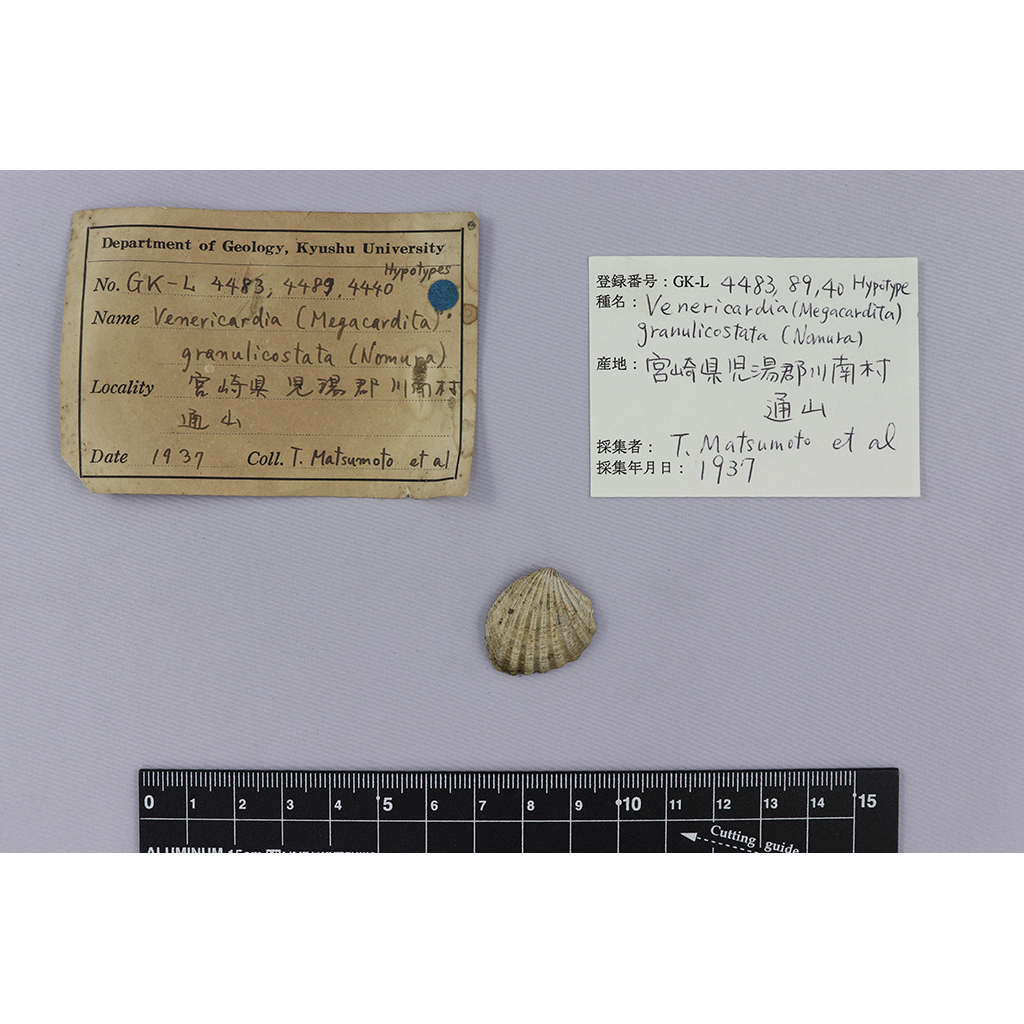 Department of Geology, Kyushu University
Hypotypes
No. GK-L 4483, 4489, 4440
Name Venericardia (Megacardita)
granulicostata (Nomura)
Locality 宮崎県 児湯郡 川南村
通山
Date 1937 Coll. T. Matsumoto et al
登録番号：GK-L 4483, 89, 40 Hypotype
種名：Venericardia (Megacardita)
granulicostata (Nomura)
産地：宮崎県児湯郡川南村
通山
採集者：T. Matsumoto et al
採集年月日：1937
0 1 2 3 4 5 6 7 8 9 10 11 12 13 14 15
Cutting guide
ALUMINUM 15cm